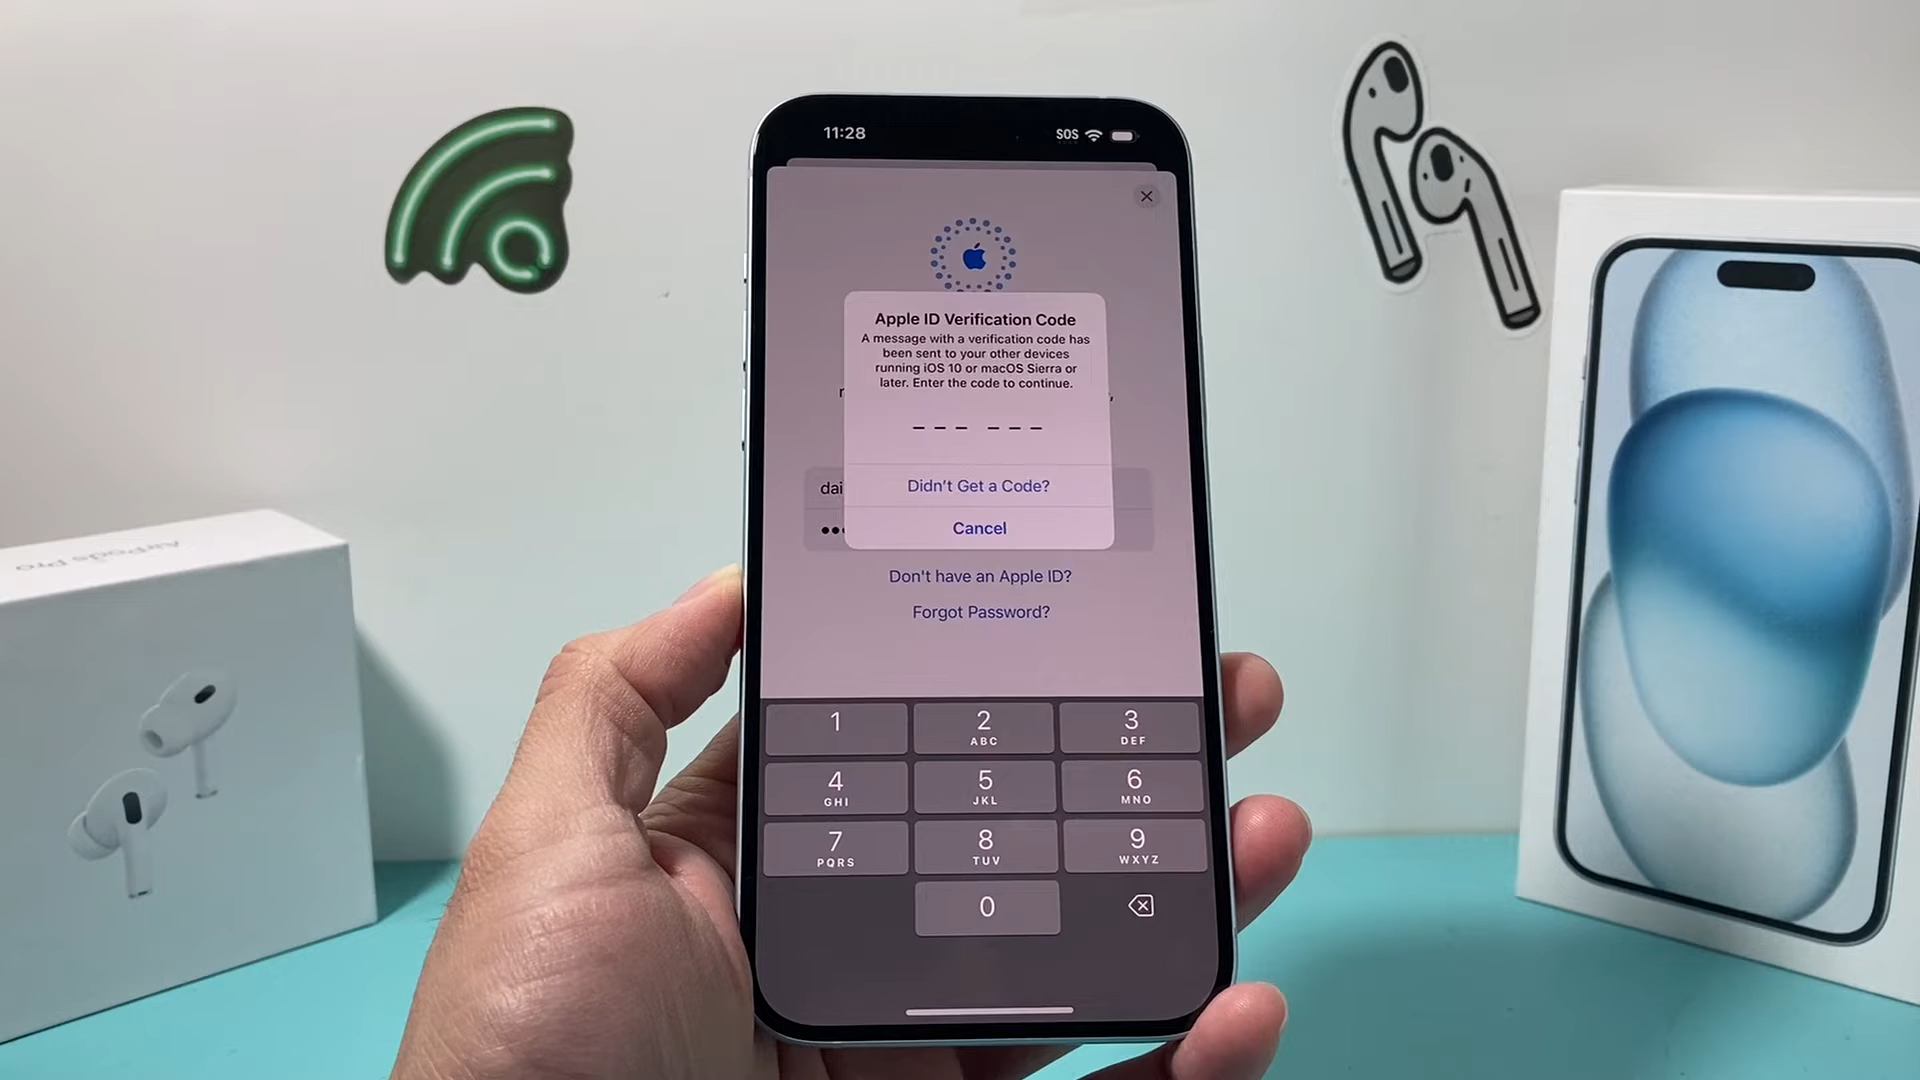 11:28
SOS
Apple ID Verification Code
A message with a verification code has
been sent to your other devices
running iOS 10 or macOS Sierra or
later. Enter the code to continue.
Didn't Get a Code?
dai
Cancel
Don't have an Apple ID?
Forgot Password?
1
2
ABC
3
DEF
4
GHI
5
JKL
6
MNO
7
PQRS
8
TUV
9
WXYZ
0
AirPods Pro